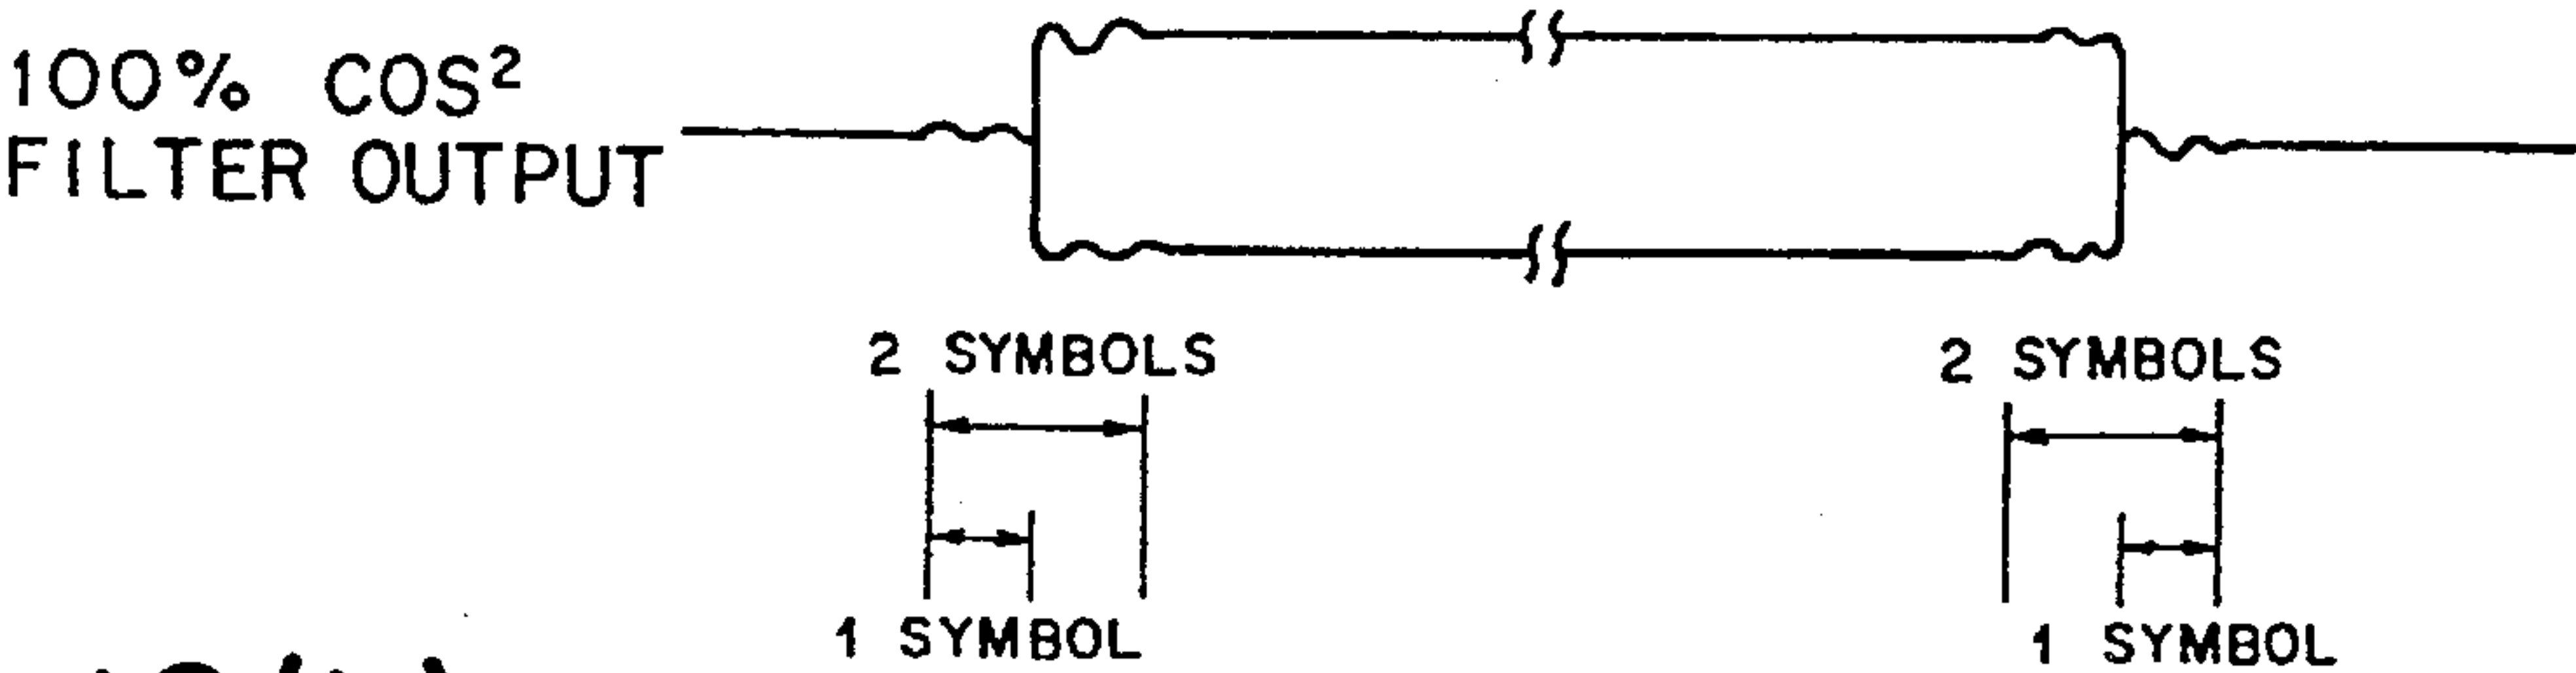 100% COS²
FILTER OUTPUT
2 SYMBOLS
2 SYMBOLS
1 SYMBOL
1 SYMBOL